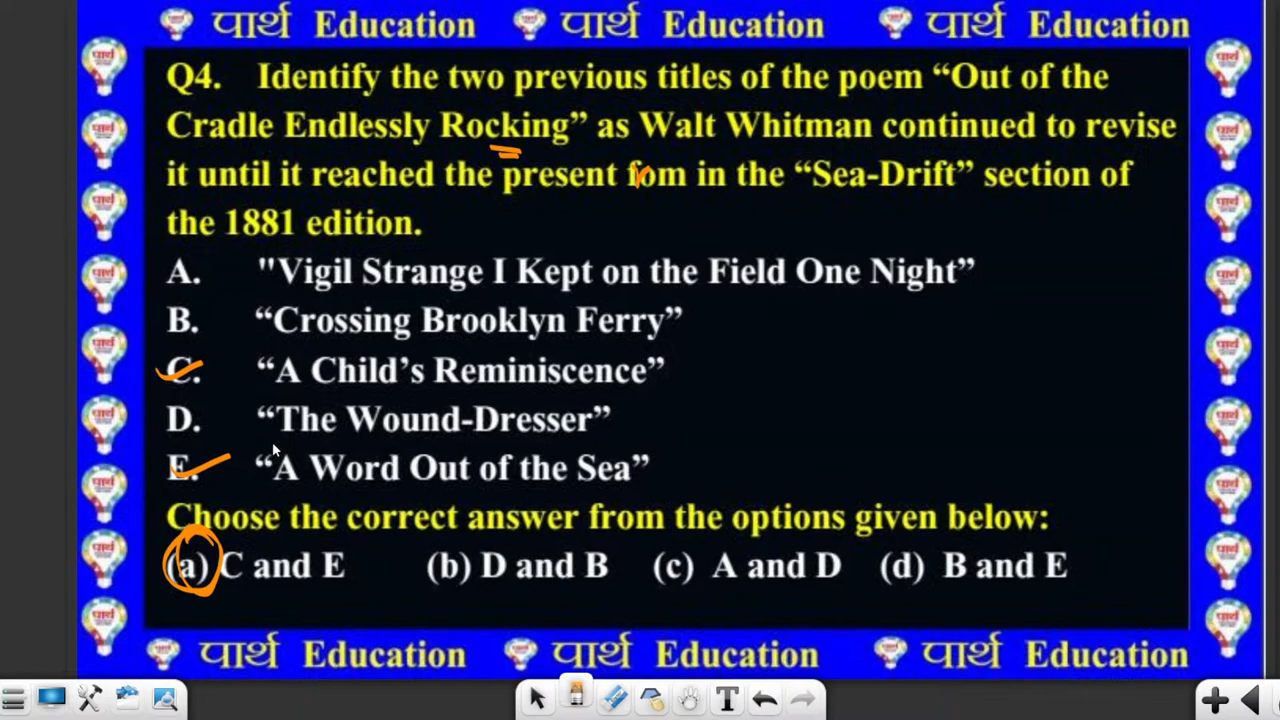 पार्थ Education पार्थ Education पार्थ Education
Q4. Identify the two previous titles of the poem “Out of the
Cradle Endlessly Rocking” as Walt Whitman continued to revise
it until it reached the present fom in the “Sea-Drift” section of
the 1881 edition.
A. "Vigil Strange I Kept on the Field One Night”
B. “Crossing Brooklyn Ferry”
C. “A Child’s Reminiscence”
D. “The Wound-Dresser”
E. “A Word Out of the Sea”
Choose the correct answer from the options given below:
(a) C and E (b) D and B (c) A and D (d) B and E
पार्थ Education पार्थ Education पार्थ Education